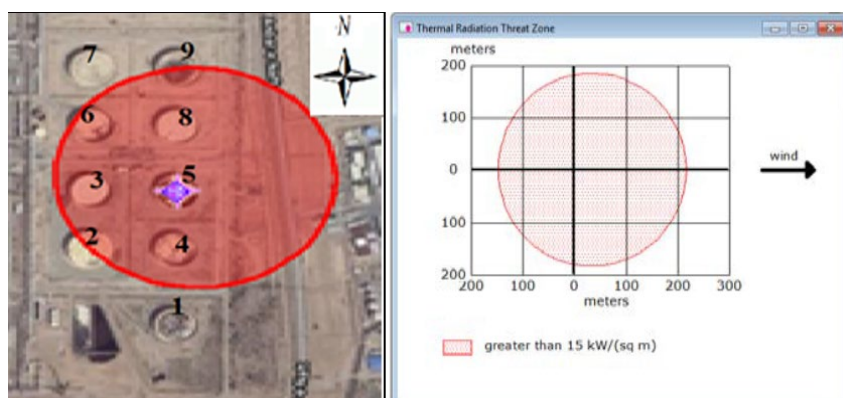 N
7
9
6
8
3
5
2
4
1
Thermal Radiation Threat Zone
meters
200
100
0
100
200
200 100 0 100 200 300
meters
wind
greater than 15 kW/(sq m)